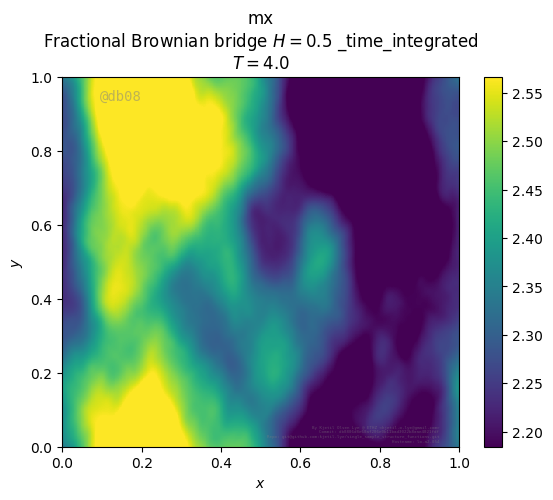 mx
Fractional Brownian bridge H = 0.5 _time_integrated
T = 4.0
@db08
1.0
0.8
0.6
0.4
0.2
0.0
y
0.0 0.2 0.4 0.6 0.8 1.0
x
2.55
2.50
2.45
2.40
2.35
2.30
2.25
2.20